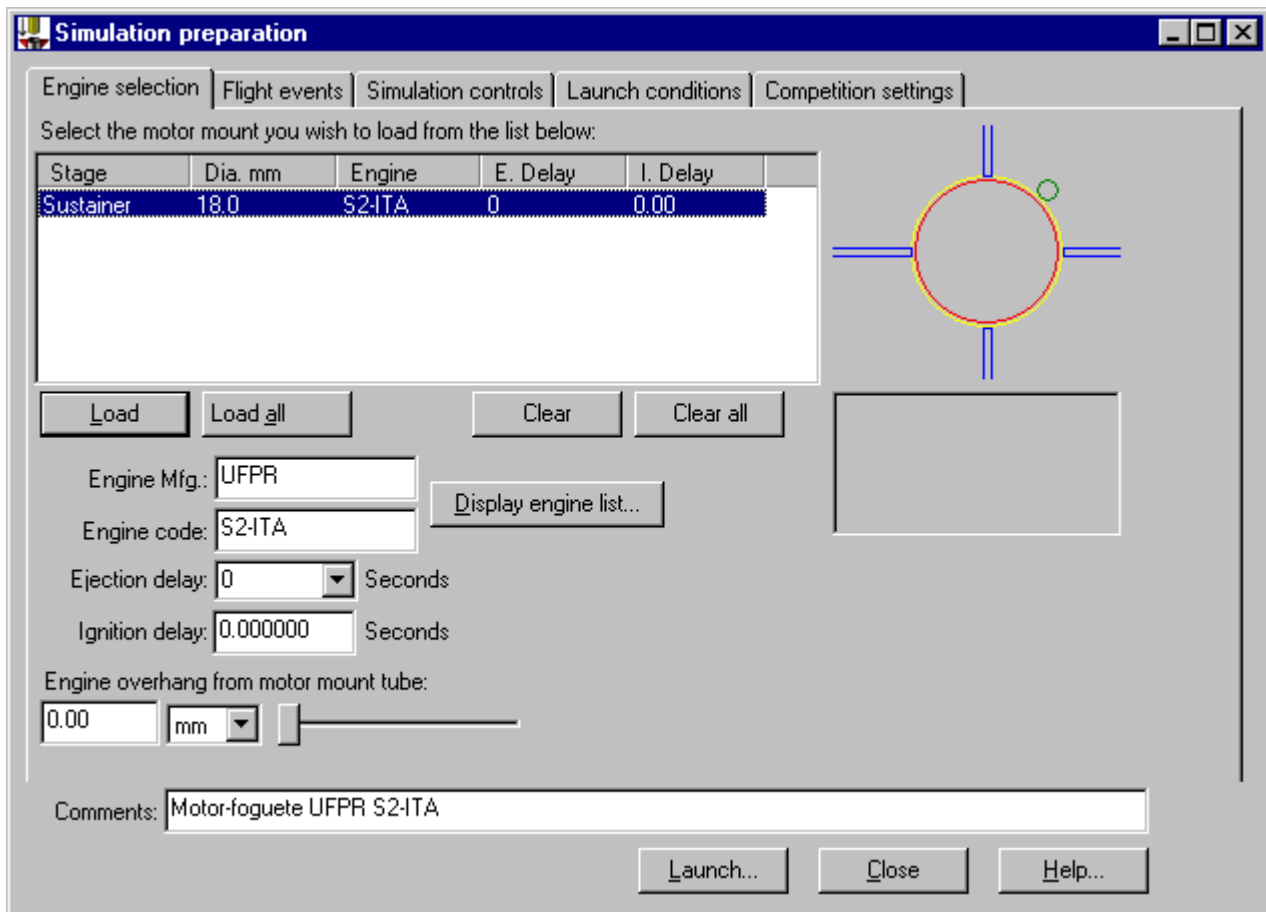 Simulation preparation
Engine selection Flight events Simulation controls Launch conditions Competition settings
Select the motor mount you wish to load from the list below:
Stage Dia. mm Engine E. Delay I. Delay
Sustainer 18.0 S2-ITA 0 0.00
Load Load all Clear Clear all
Engine Mfg.: UFPR
Display engine list...
Engine code: S2-ITA
Ejection delay: 0 Seconds
Ignition delay: 0.000000 Seconds
Engine overhang from motor mount tube:
0.00 mm
Comments: Motor-foguete UFPR S2-ITA
Launch... Close Help...